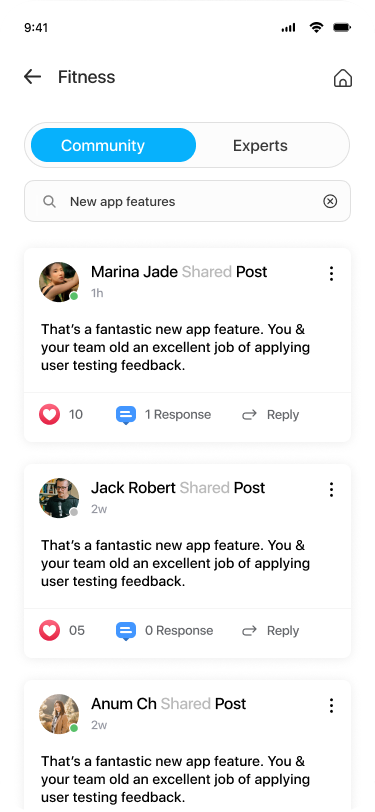 9:41
Fitness
Community
Experts
New app features
Marina Jade Shared Post
1h
That's a fantastic new app feature. You &
your team old an excellent job of applying
user testing feedback.
10
1 Response
Reply
Jack Robert Shared Post
2w
That's a fantastic new app feature. You &
your team old an excellent job of applying
user testing feedback.
05
0 Response
Reply
Anum Ch Shared Post
2w
That's a fantastic new app feature. You &
your team old an excellent job of applying
user testing feedback.